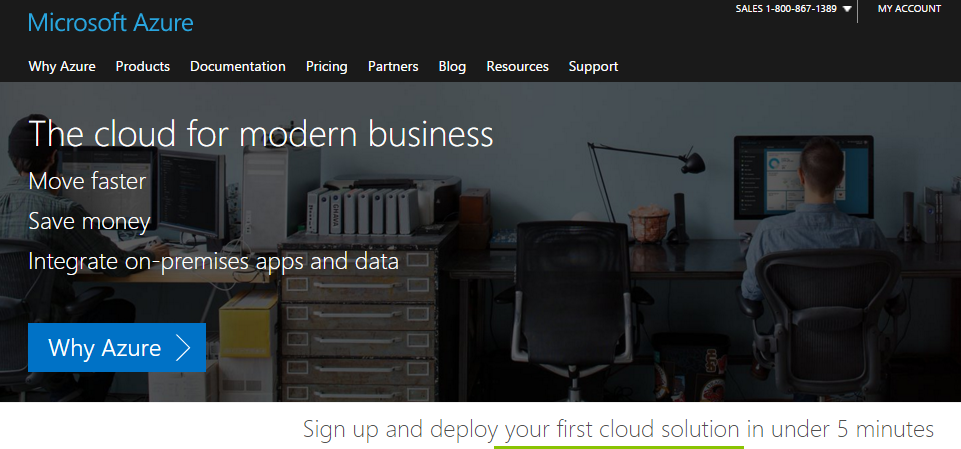 SALES 1-800-867-1389 MY ACCOUNT
Microsoft Azure
Why Azure Products Documentation Pricing Partners Blog Resources Support
The cloud for modern business
Move faster
Save money
Integrate on-premises apps and data
Why Azure
Sign up and deploy your first cloud solution in under 5 minutes